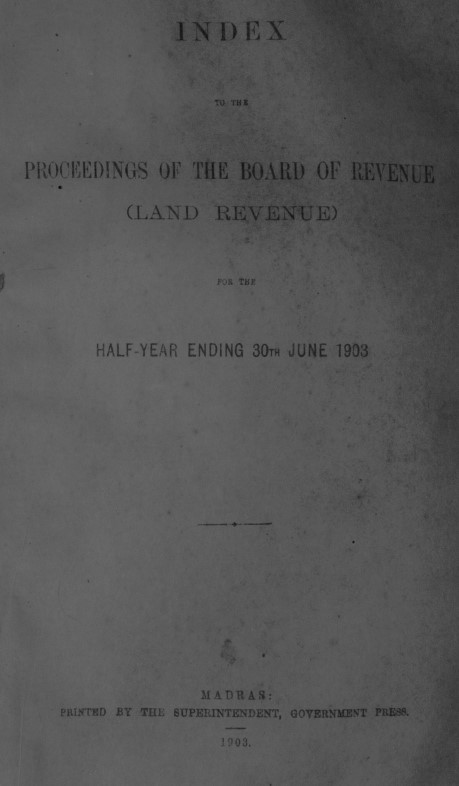 INDEX
TO THE
PROCEEDINGS OF THE BOARD OF REVENUE
(LAND REVENUE)
FOR THE
HALF-YEAR ENDING 30TH JUNE 1903
MADRAS:
PRINTED BY THE SUPERINTENDENT, GOVERNMENT PRESS.
1903.